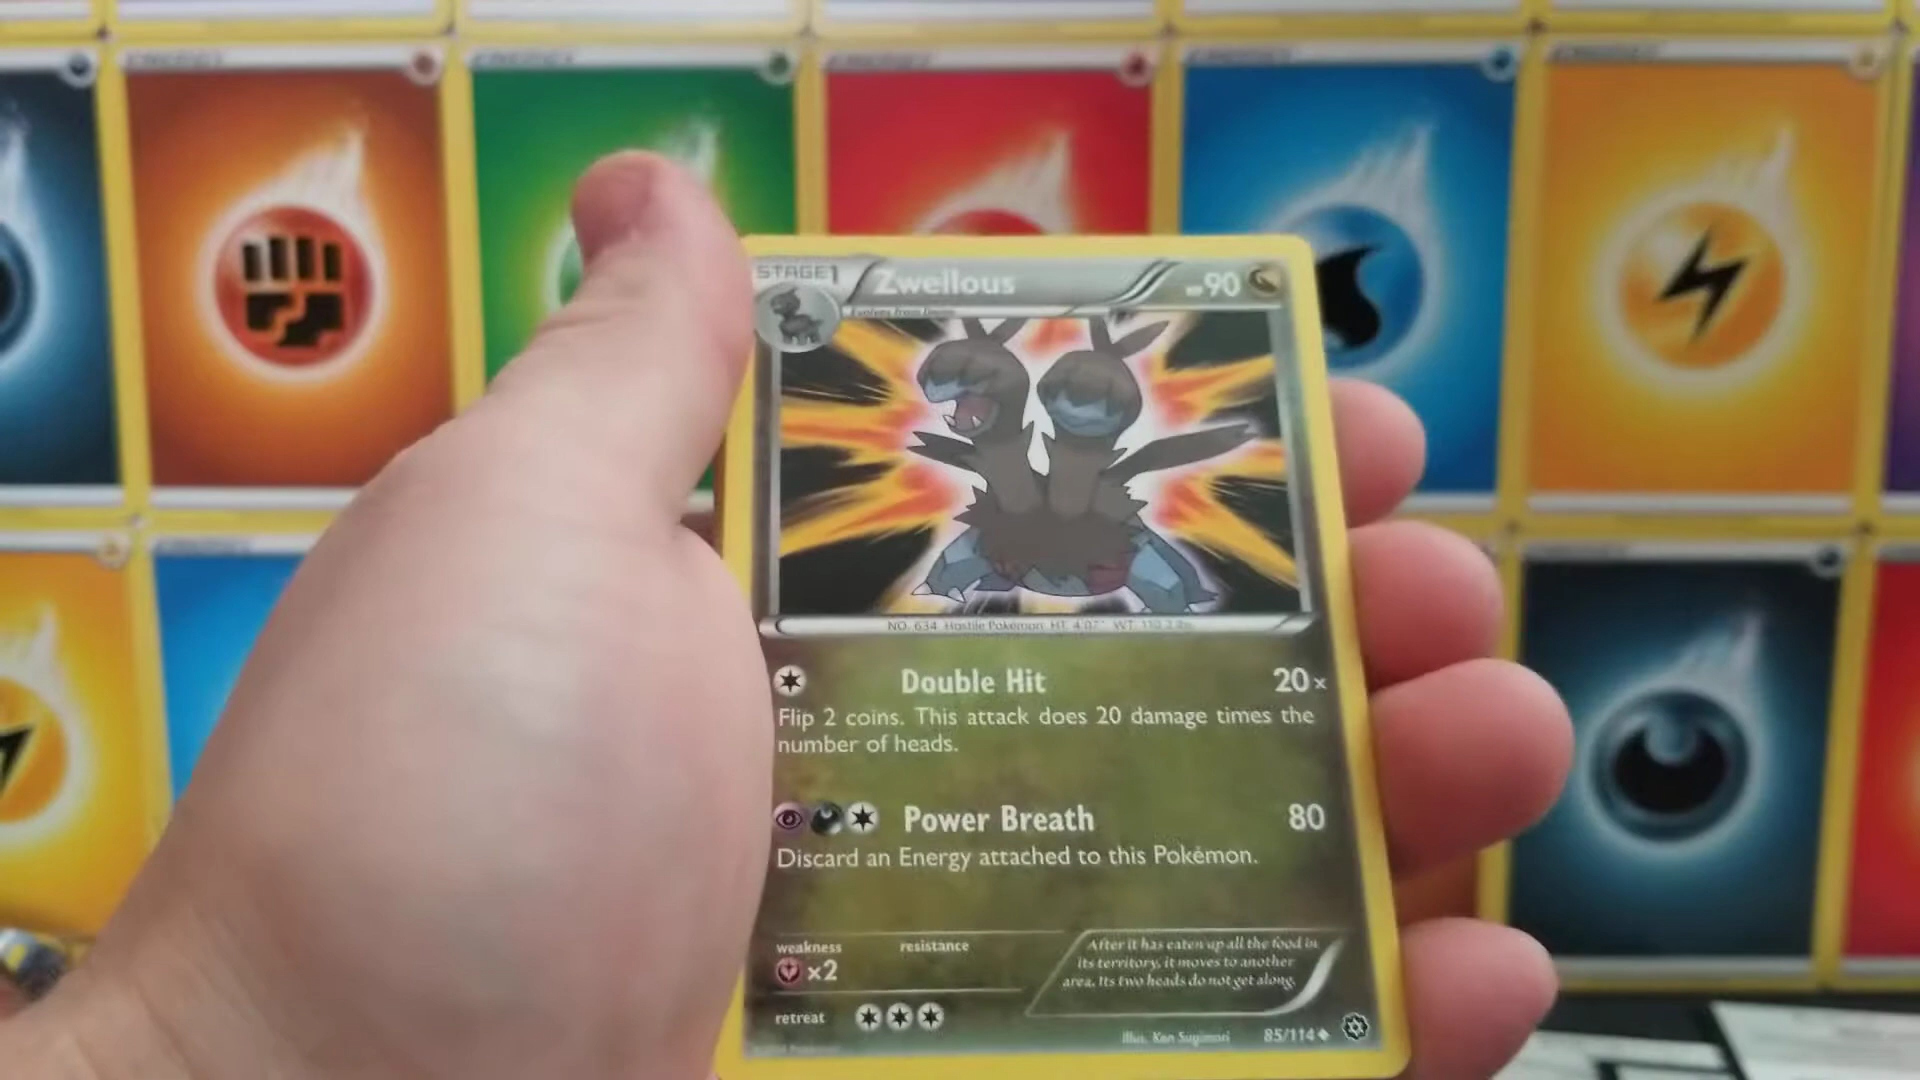 STAGE1
Zweilous
HP90
Evolves from Deino
NO. 634 Hostile Pokémon HT: 4'07" WT: 110.2 lbs.
Double Hit 20x
Flip 2 coins. This attack does 20 damage times the
number of heads.
Power Breath 80
Discard an Energy attached to this Pokémon.
weakness resistance
x2
After it has eaten up all the food in
its territory, it moves to another
area. Its two heads do not get along.
retreat
Illus. Ken Sugimori 85/114